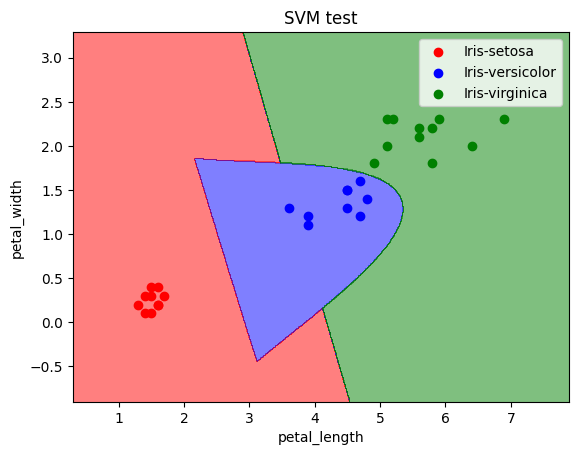 SVM test
Iris-setosa
Iris-versicolor
Iris-virginica
petal_width
3.0
2.5
2.0
1.5
1.0
0.5
0.0
−0.5
1 2 3 4 5 6 7
petal_length